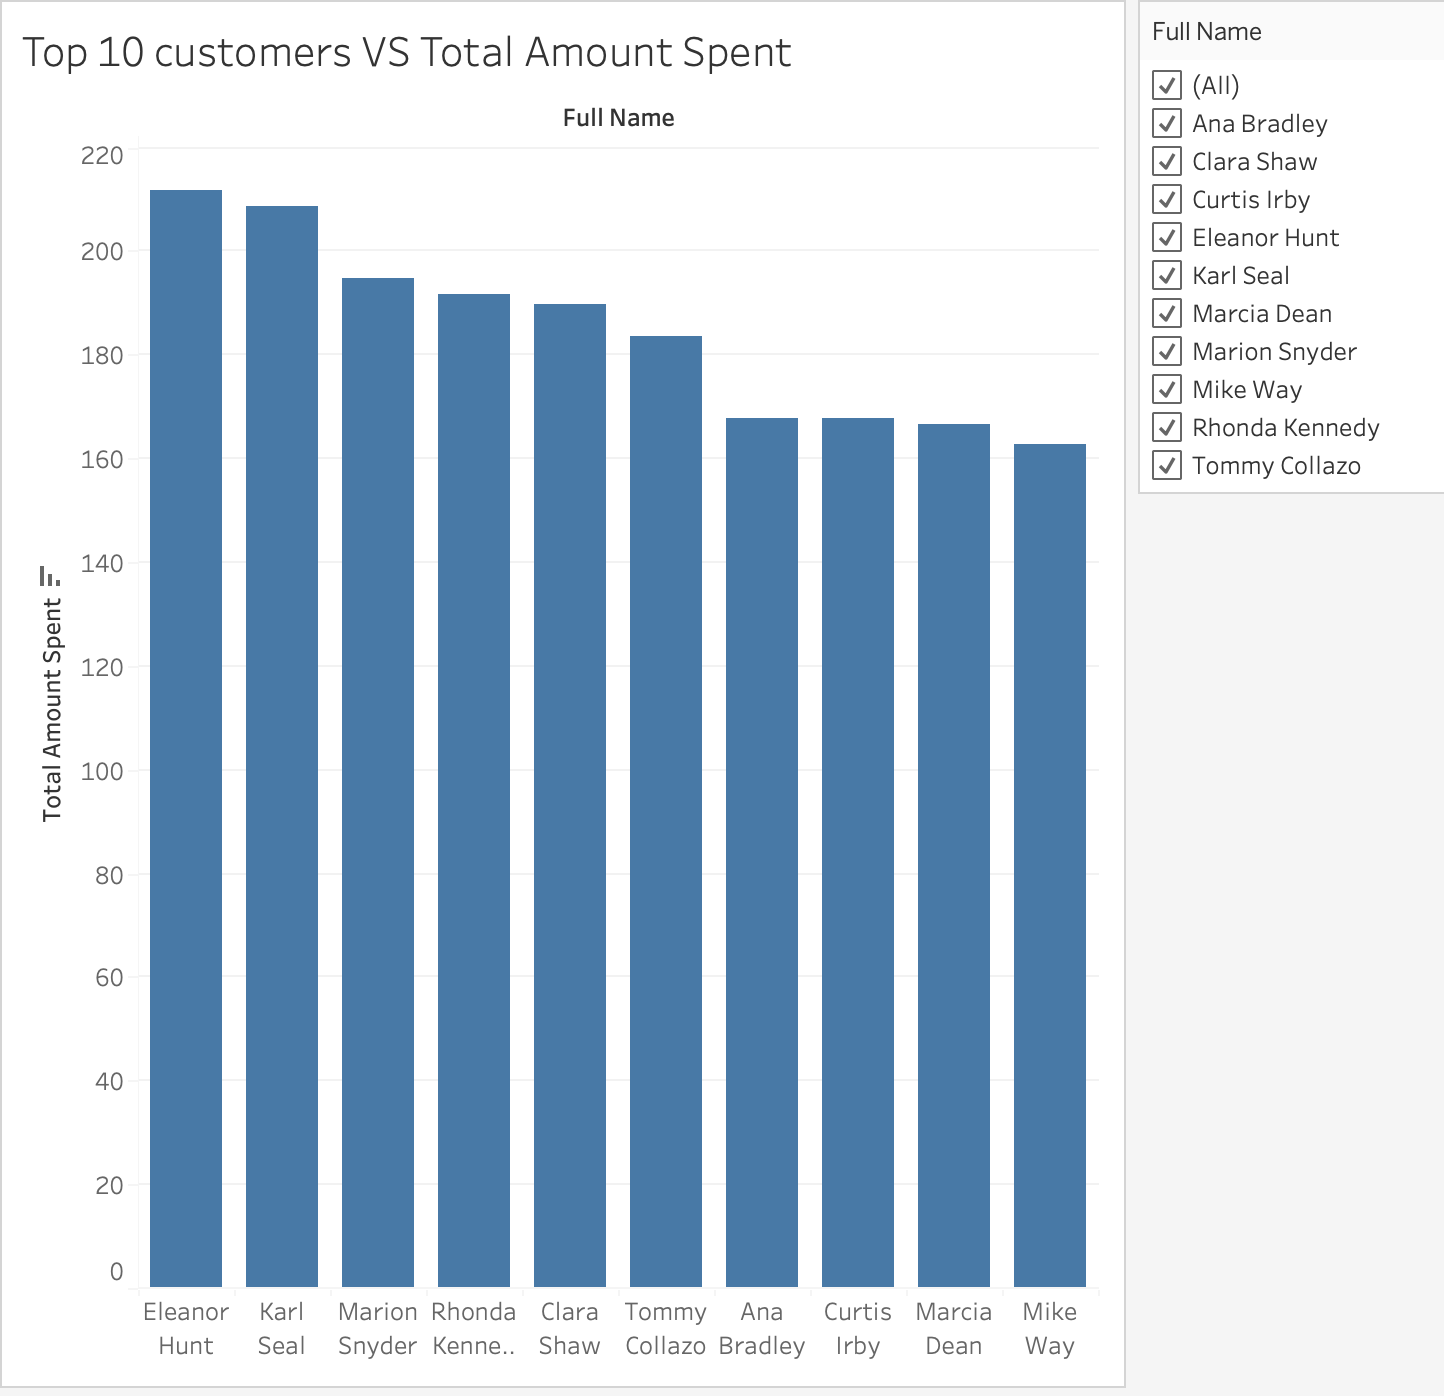 Top 10 customers VS Total Amount Spent
Full Name
220
200
180
160
140
120
100
80
60
40
20
0
Total Amount Spent
Eleanor Hunt
Karl Seal
Marion Snyder
Rhonda Kenne..
Clara Shaw
Tommy Collazo
Ana Bradley
Curtis Irby
Marcia Dean
Mike Way
Full Name
(All)
Ana Bradley
Clara Shaw
Curtis Irby
Eleanor Hunt
Karl Seal
Marcia Dean
Marion Snyder
Mike Way
Rhonda Kennedy
Tommy Collazo